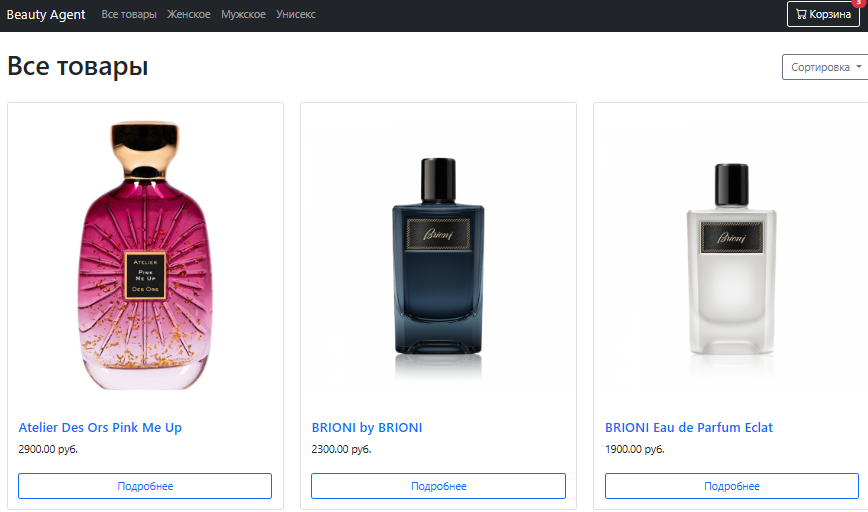 Beauty Agent Все товары Женское Мужское Унисекс Корзина 3
Все товары
Сортировка
ATELIER
PINK
ME UP
DES ORS
Brioni
Brioni
Atelier Des Ors Pink Me Up
2900.00 руб.
Подробнее
BRIONI by BRIONI
2300.00 руб.
Подробнее
BRIONI Eau de Parfum Eclat
1900.00 руб.
Подробнее